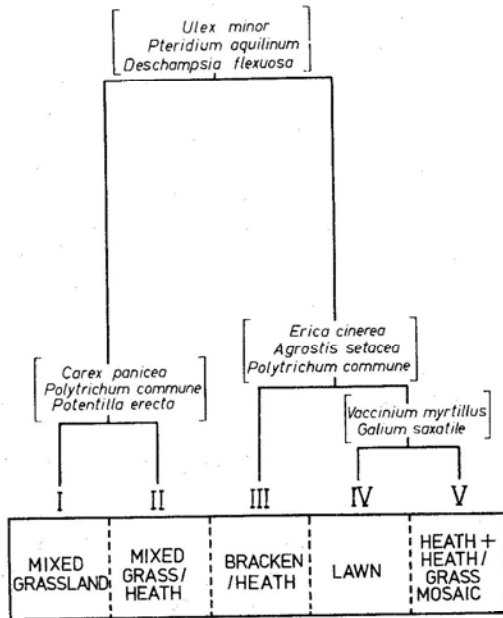 Ulex minor
Pteridium aquilinum
Deschampsia flexuosa
Erica cinerea
Agrostis setacea
Polytrichum commune
Carex panicea
Polytrichum commune
Potentilla erecta
Vaccinium myrtillus
Galium saxatile
I II III IV V
MIXED
GRASSLAND
MIXED
GRASS/
HEATH
BRACKEN
/HEATH
LAWN
HEATH +
HEATH/
GRASS
MOSAIC